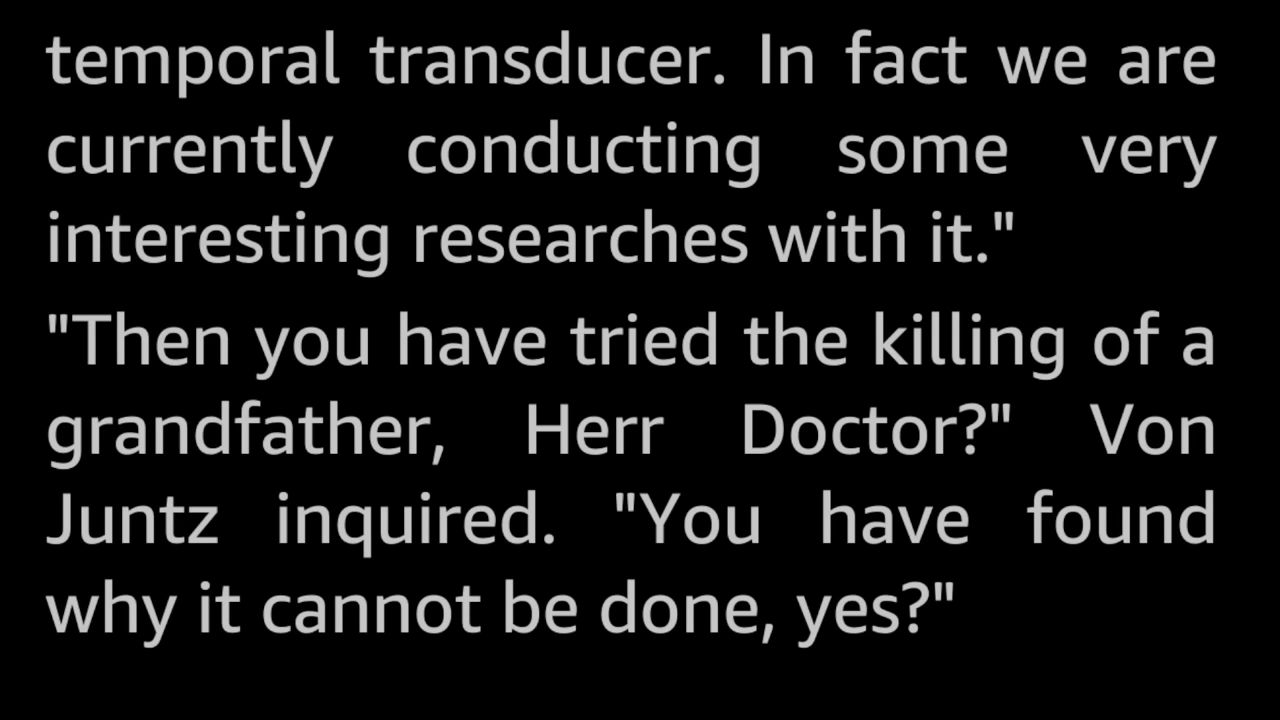 temporal transducer. In fact we are
currently conducting some very
interesting researches with it."
"Then you have tried the killing of a
grandfather, Herr Doctor?" Von
Juntz inquired. "You have found
why it cannot be done, yes?"